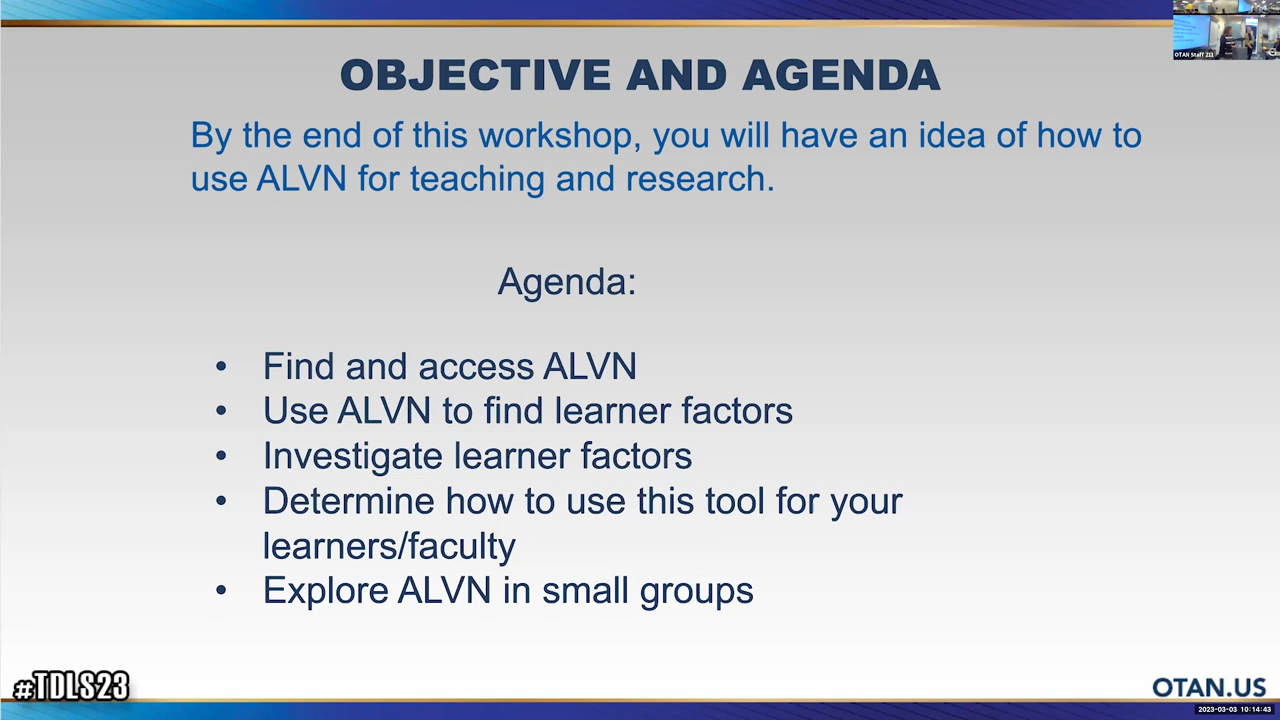 OTAN Staff 211
OBJECTIVE AND AGENDA
By the end of this workshop, you will have an idea of how to
use ALVN for teaching and research.
Agenda:
• Find and access ALVN
• Use ALVN to find learner factors
• Investigate learner factors
• Determine how to use this tool for your
learners/faculty
• Explore ALVN in small groups
#TDLS23
OTAN.US
2023-03-03 10:14:43